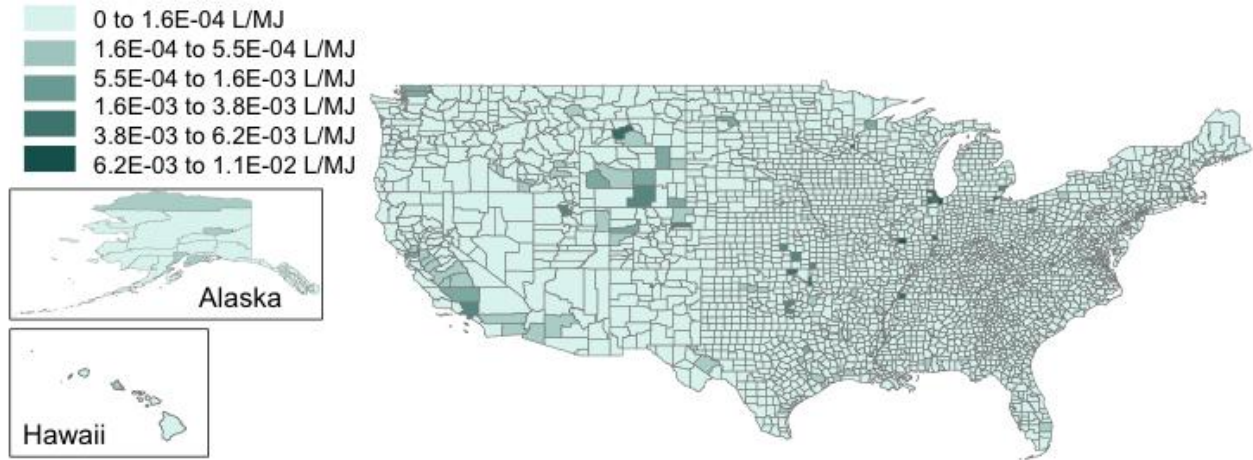 0 to 1.6E-04 L/MJ
1.6E-04 to 5.5E-04 L/MJ
5.5E-04 to 1.6E-03 L/MJ
1.6E-03 to 3.8E-03 L/MJ
3.8E-03 to 6.2E-03 L/MJ
6.2E-03 to 1.1E-02 L/MJ
Alaska
Hawaii